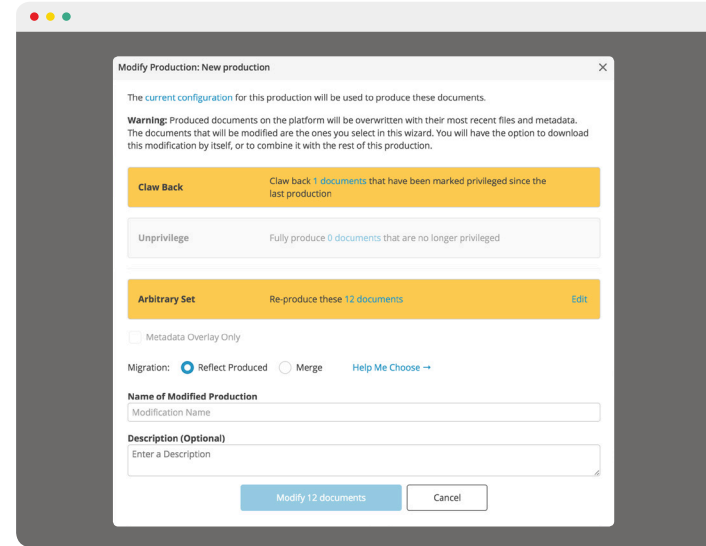 Modify Production: New production
The current configuration for this production will be used to produce these documents.
Warning: Produced documents on the platform will be overwritten with their most recent files and metadata.
The documents that will be modified are the ones you select in this wizard. You will have the option to download
this modification by itself, or to combine it with the rest of this production.
Claw Back
Claw back 1 documents that have been marked privileged since the
last production
Unprivilege
Fully produce 0 documents that are no longer privileged
Arbitrary Set
Re-produce these 12 documents
Edit
Metadata Overlay Only
Migration: Reflect Produced Merge Help Me Choose →
Name of Modified Production
Modification Name
Description (Optional)
Enter a Description
Modify 12 documents
Cancel